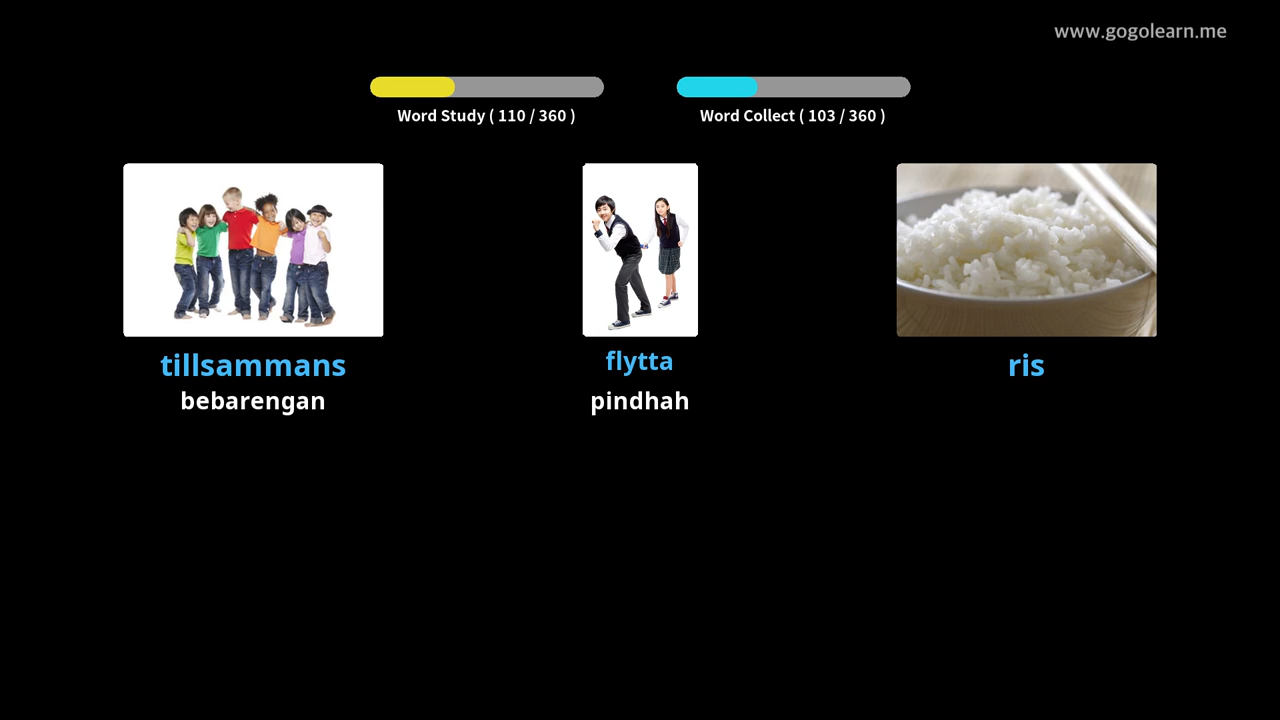 www.gogolearn.me
Word Study ( 110 / 360 )
Word Collect ( 103 / 360 )
tillsammans
bebarengan
flytta
pindhah
ris